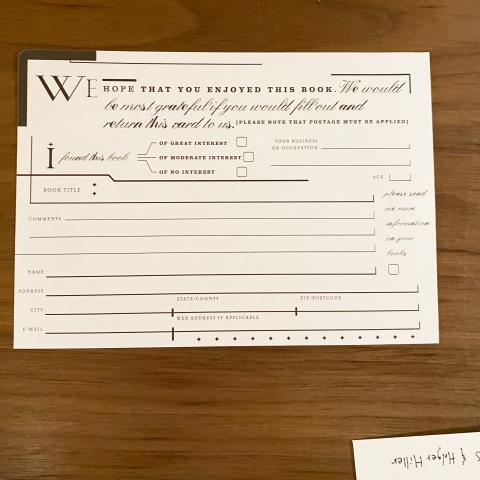 WE HOPE THAT YOU ENJOYED THIS BOOK. We would
be most grateful if you would fill out and
return this card to us. [PLEASE NOTE THAT POSTAGE MUST BE APPLIED]
I found this book
OF GREAT INTEREST
OF MODERATE INTEREST
OF NO INTEREST
YOUR BUSINESS
OR OCCUPATION
AGE
BOOK TITLE
COMMENTS
please send
me more
information
on your
books
NAME
ADDRESS
CITY
STATE/COUNTY
ZIP/POSTCODE
E-MAIL
WEB ADDRESS IF APPLICABLE
S & Holger Hiller